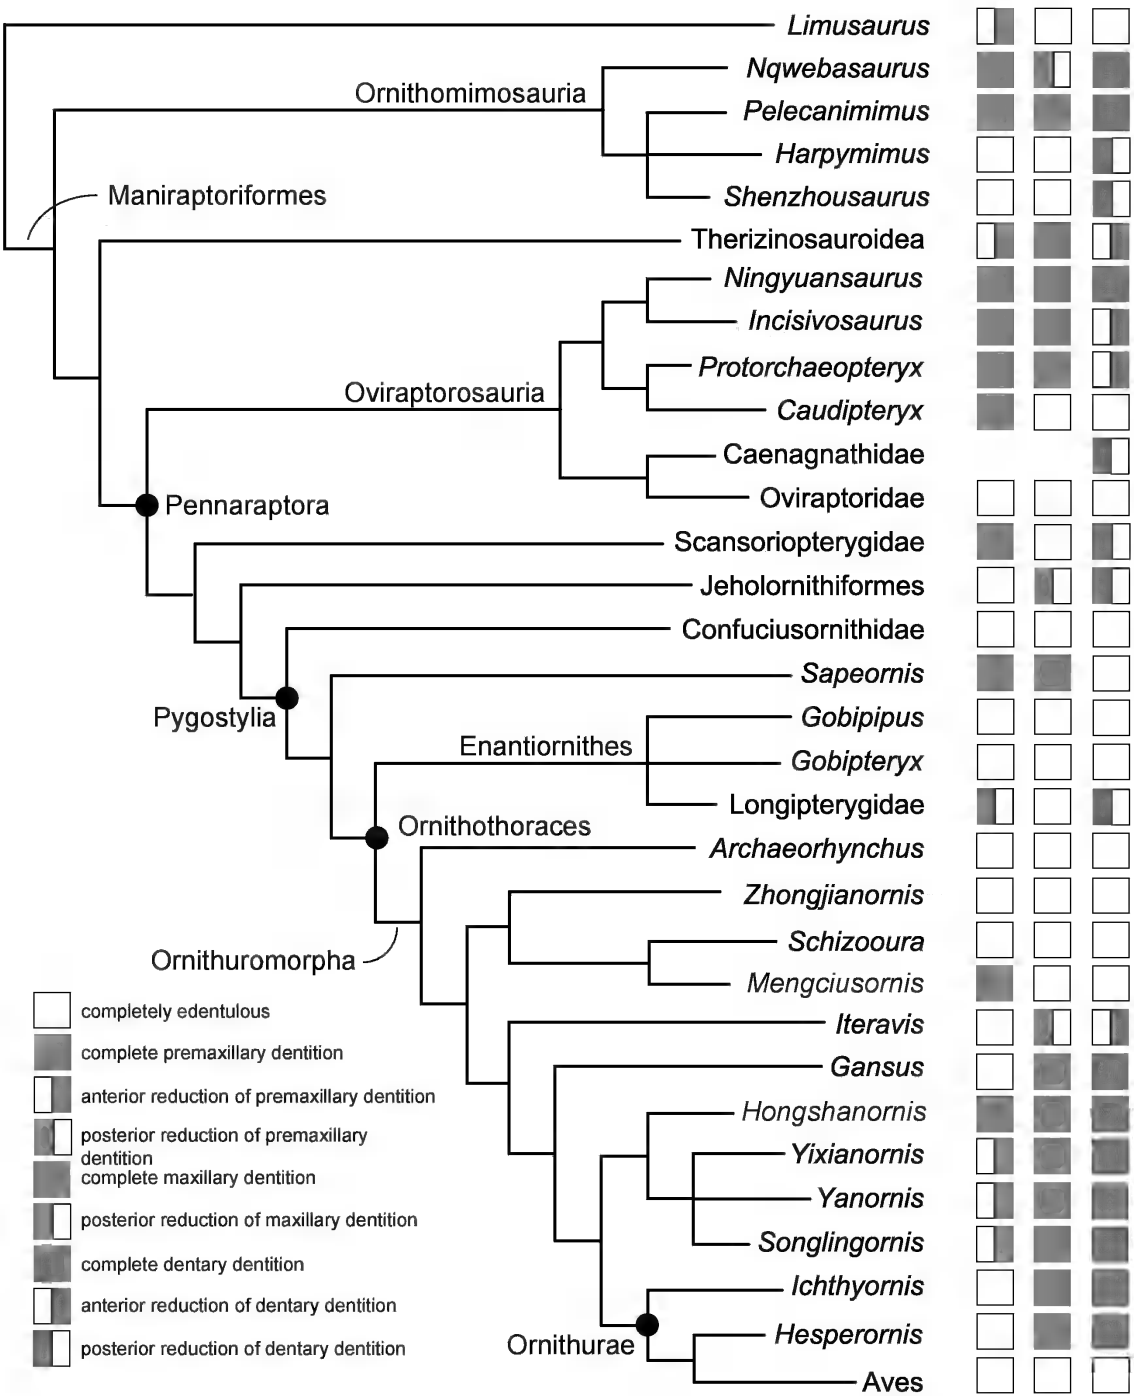 Limusaurus
Nqwebasaurus
Ornithomimosauria
Pelecanimimus
Harpymimus
Maniraptoriformes
Shenzhousaurus
Therizinosauroidea
Ningyuansaurus
Incisivosaurus
Protorchaeopteryx
Oviraptorosauria
Caudipteryx
Caenagnathidae
Oviraptoridae
Pennaraptora
Scansoriopterygidae
Jeholornithiformes
Confuciusornithidae
Sapeornis
Pygostylia
Gobipipus
Enantiornithes
Gobipteryx
Longipterygidae
Ornithothoraces
Archaeorhynchus
Zhongjianornis
Schizooura
Ornithuromorpha
Mengciusornis
Iteravis
Gansus
Hongshanornis
Yixianornis
Yanornis
Songlingornis
Ichthyornis
Hesperornis
Ornithurae
Aves
completely edentulous
complete premaxillary dentition
anterior reduction of premaxillary dentition
posterior reduction of premaxillary
dentition
complete maxillary dentition
posterior reduction of maxillary dentition
complete dentary dentition
anterior reduction of dentary dentition
posterior reduction of dentary dentition